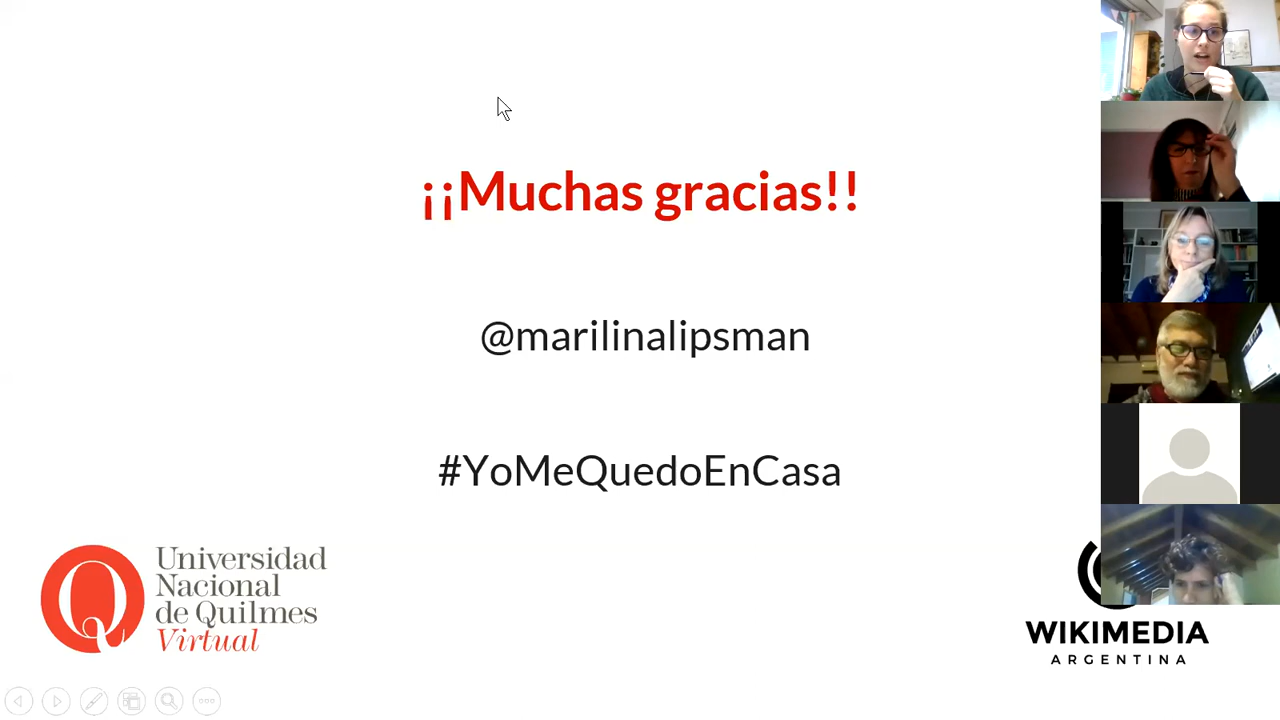 ¡¡Muchas gracias!!
@marilinalipsman
#YoMeQuedoEnCasa
Universidad
Nacional
de Quilmes
Virtual
WIKIMEDIA
ARGENTINA